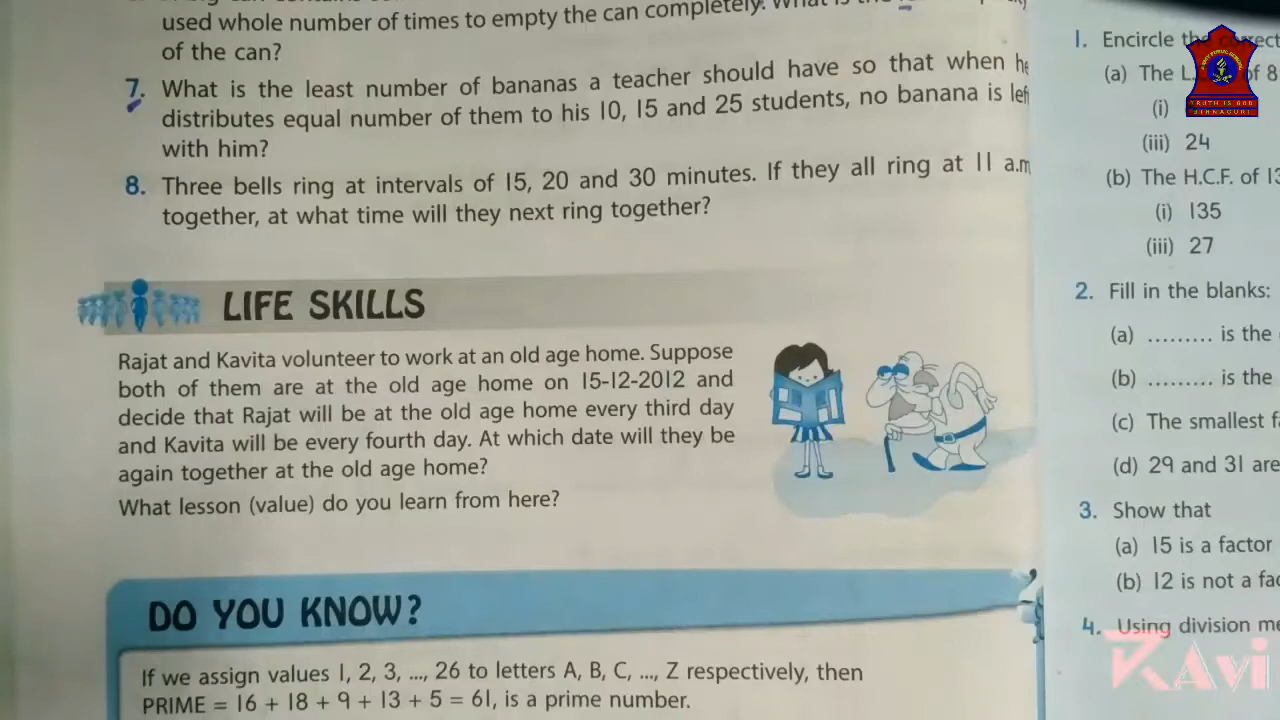 used whole number of times to empty the can completely. What is the
of the can?
7. What is the least number of bananas a teacher should have so that when he
distributes equal number of them to his 10, 15 and 25 students, no banana is left
with him?
8. Three bells ring at intervals of 15, 20 and 30 minutes. If they all ring at 11 a.m
together, at what time will they next ring together?
LIFE SKILLS
Rajat and Kavita volunteer to work at an old age home. Suppose
both of them are at the old age home on 15-12-2012 and
decide that Rajat will be at the old age home every third day
and Kavita will be every fourth day. At which date will they be
again together at the old age home?
What lesson (value) do you learn from here?
DO YOU KNOW?
If we assign values 1, 2, 3, ..., 26 to letters A, B, C, ..., Z respectively, then
PRIME = 16 + 18 + 9 + 13 + 5 = 61, is a prime number.
1. Encircle the correct
(a) The L of 8
(i)
(iii) 24
(b) The H.C.F. of 13
(i) 135
(iii) 27
2. Fill in the blanks:
(a) ......... is the
(b) ......... is the
(c) The smallest fa
(d) 29 and 31 are
3. Show that
(a) 15 is a factor
(b) 12 is not a fac
4. Using division me
TRUTH IS GOD
RAvi